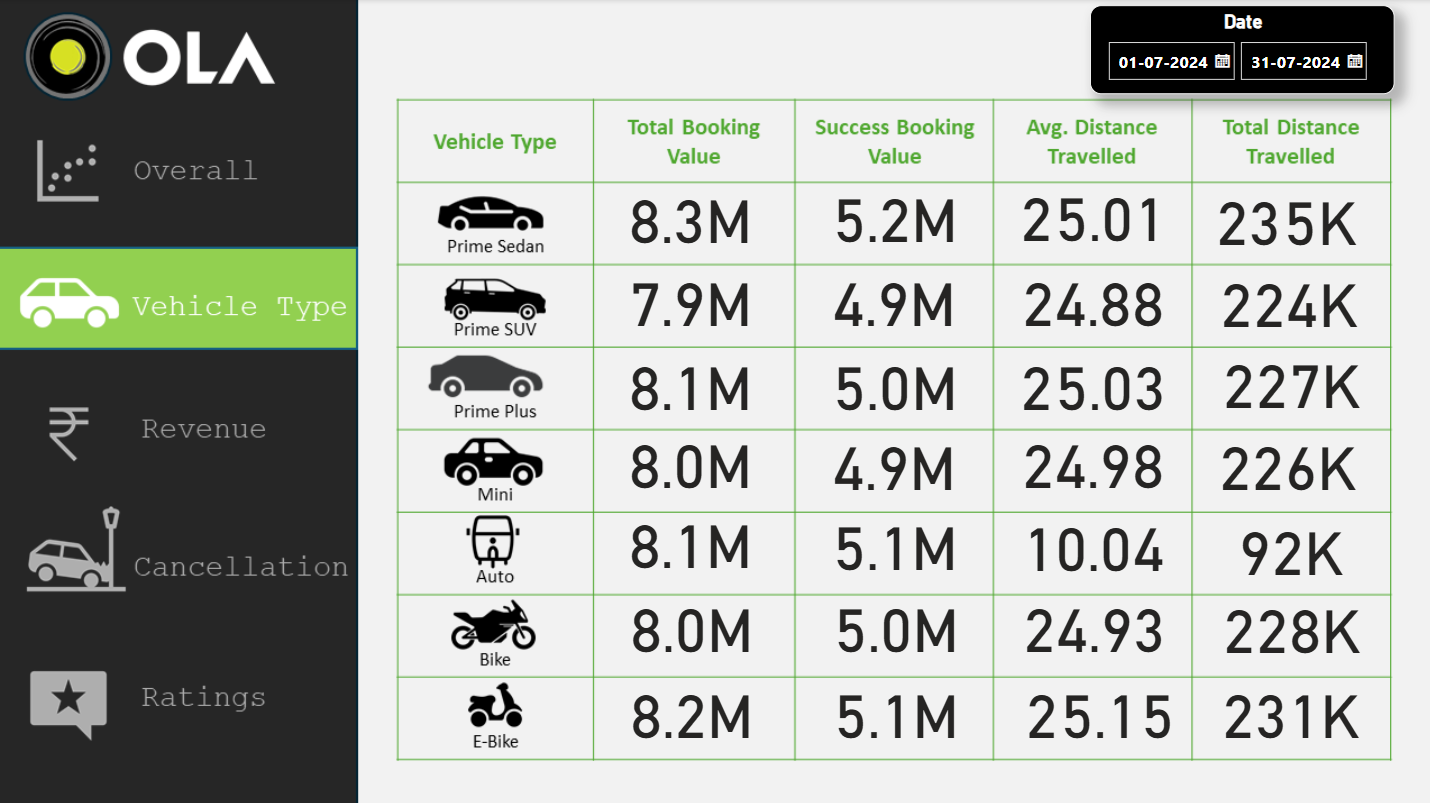 OLA
Overall
Vehicle Type
Revenue
Cancellation
Ratings
Date
01-07-2024 31-07-2024
Vehicle Type
Total Booking
Value
Success Booking
Value
Avg. Distance
Travelled
Total Distance
Travelled
Prime Sedan
8.3M 5.2M 25.01 235K
Prime SUV
7.9M 4.9M 24.88 224K
Prime Plus
8.1M 5.0M 25.03 227K
Mini
8.0M 4.9M 24.98 226K
Auto
8.1M 5.1M 10.04 92K
Bike
8.0M 5.0M 24.93 228K
E-Bike
8.2M 5.1M 25.15 231K